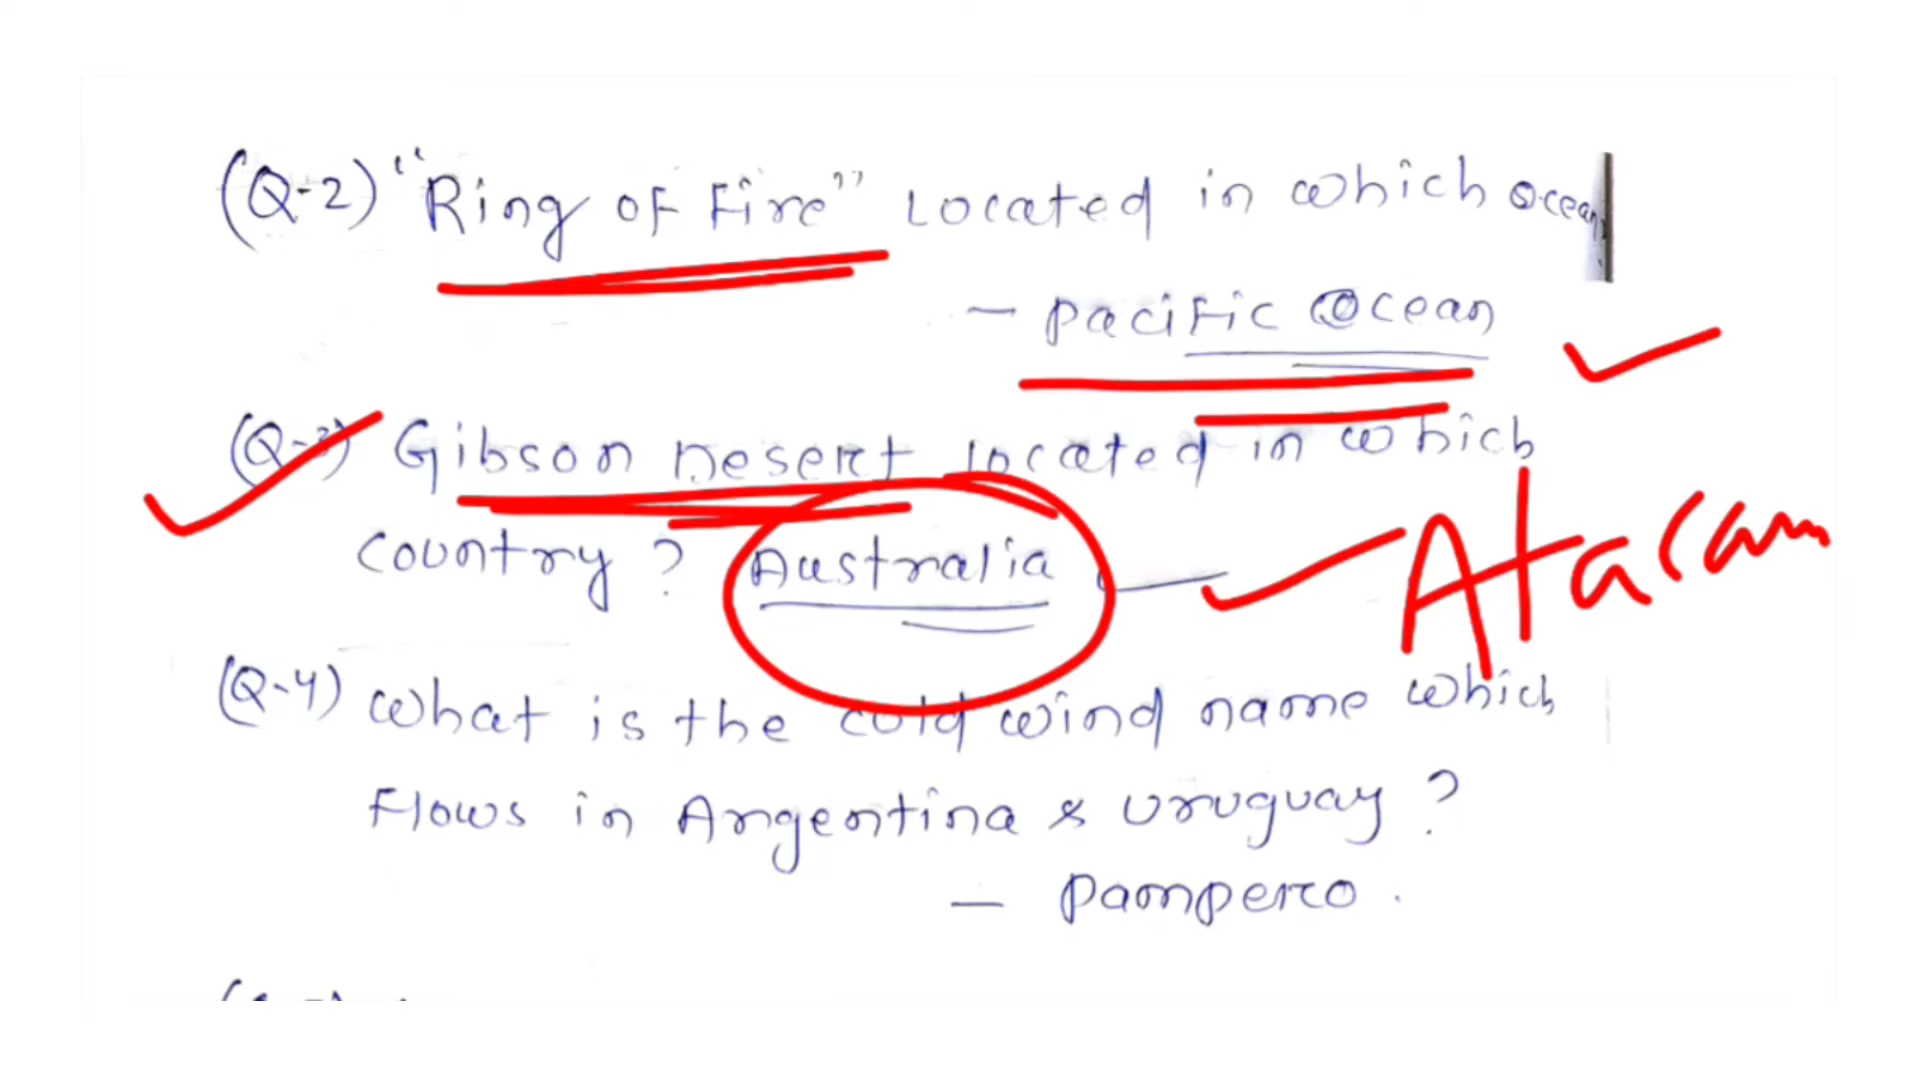 (Q-2) "Ring of Fire" Located in which ocean
- Pacific Ocean
(Q-3) Gibson Desert located in which
country? Australia
Atacam
(Q-4) What is the cold wind name which
Flows in Argentina & Uruguay?
- Pampero.